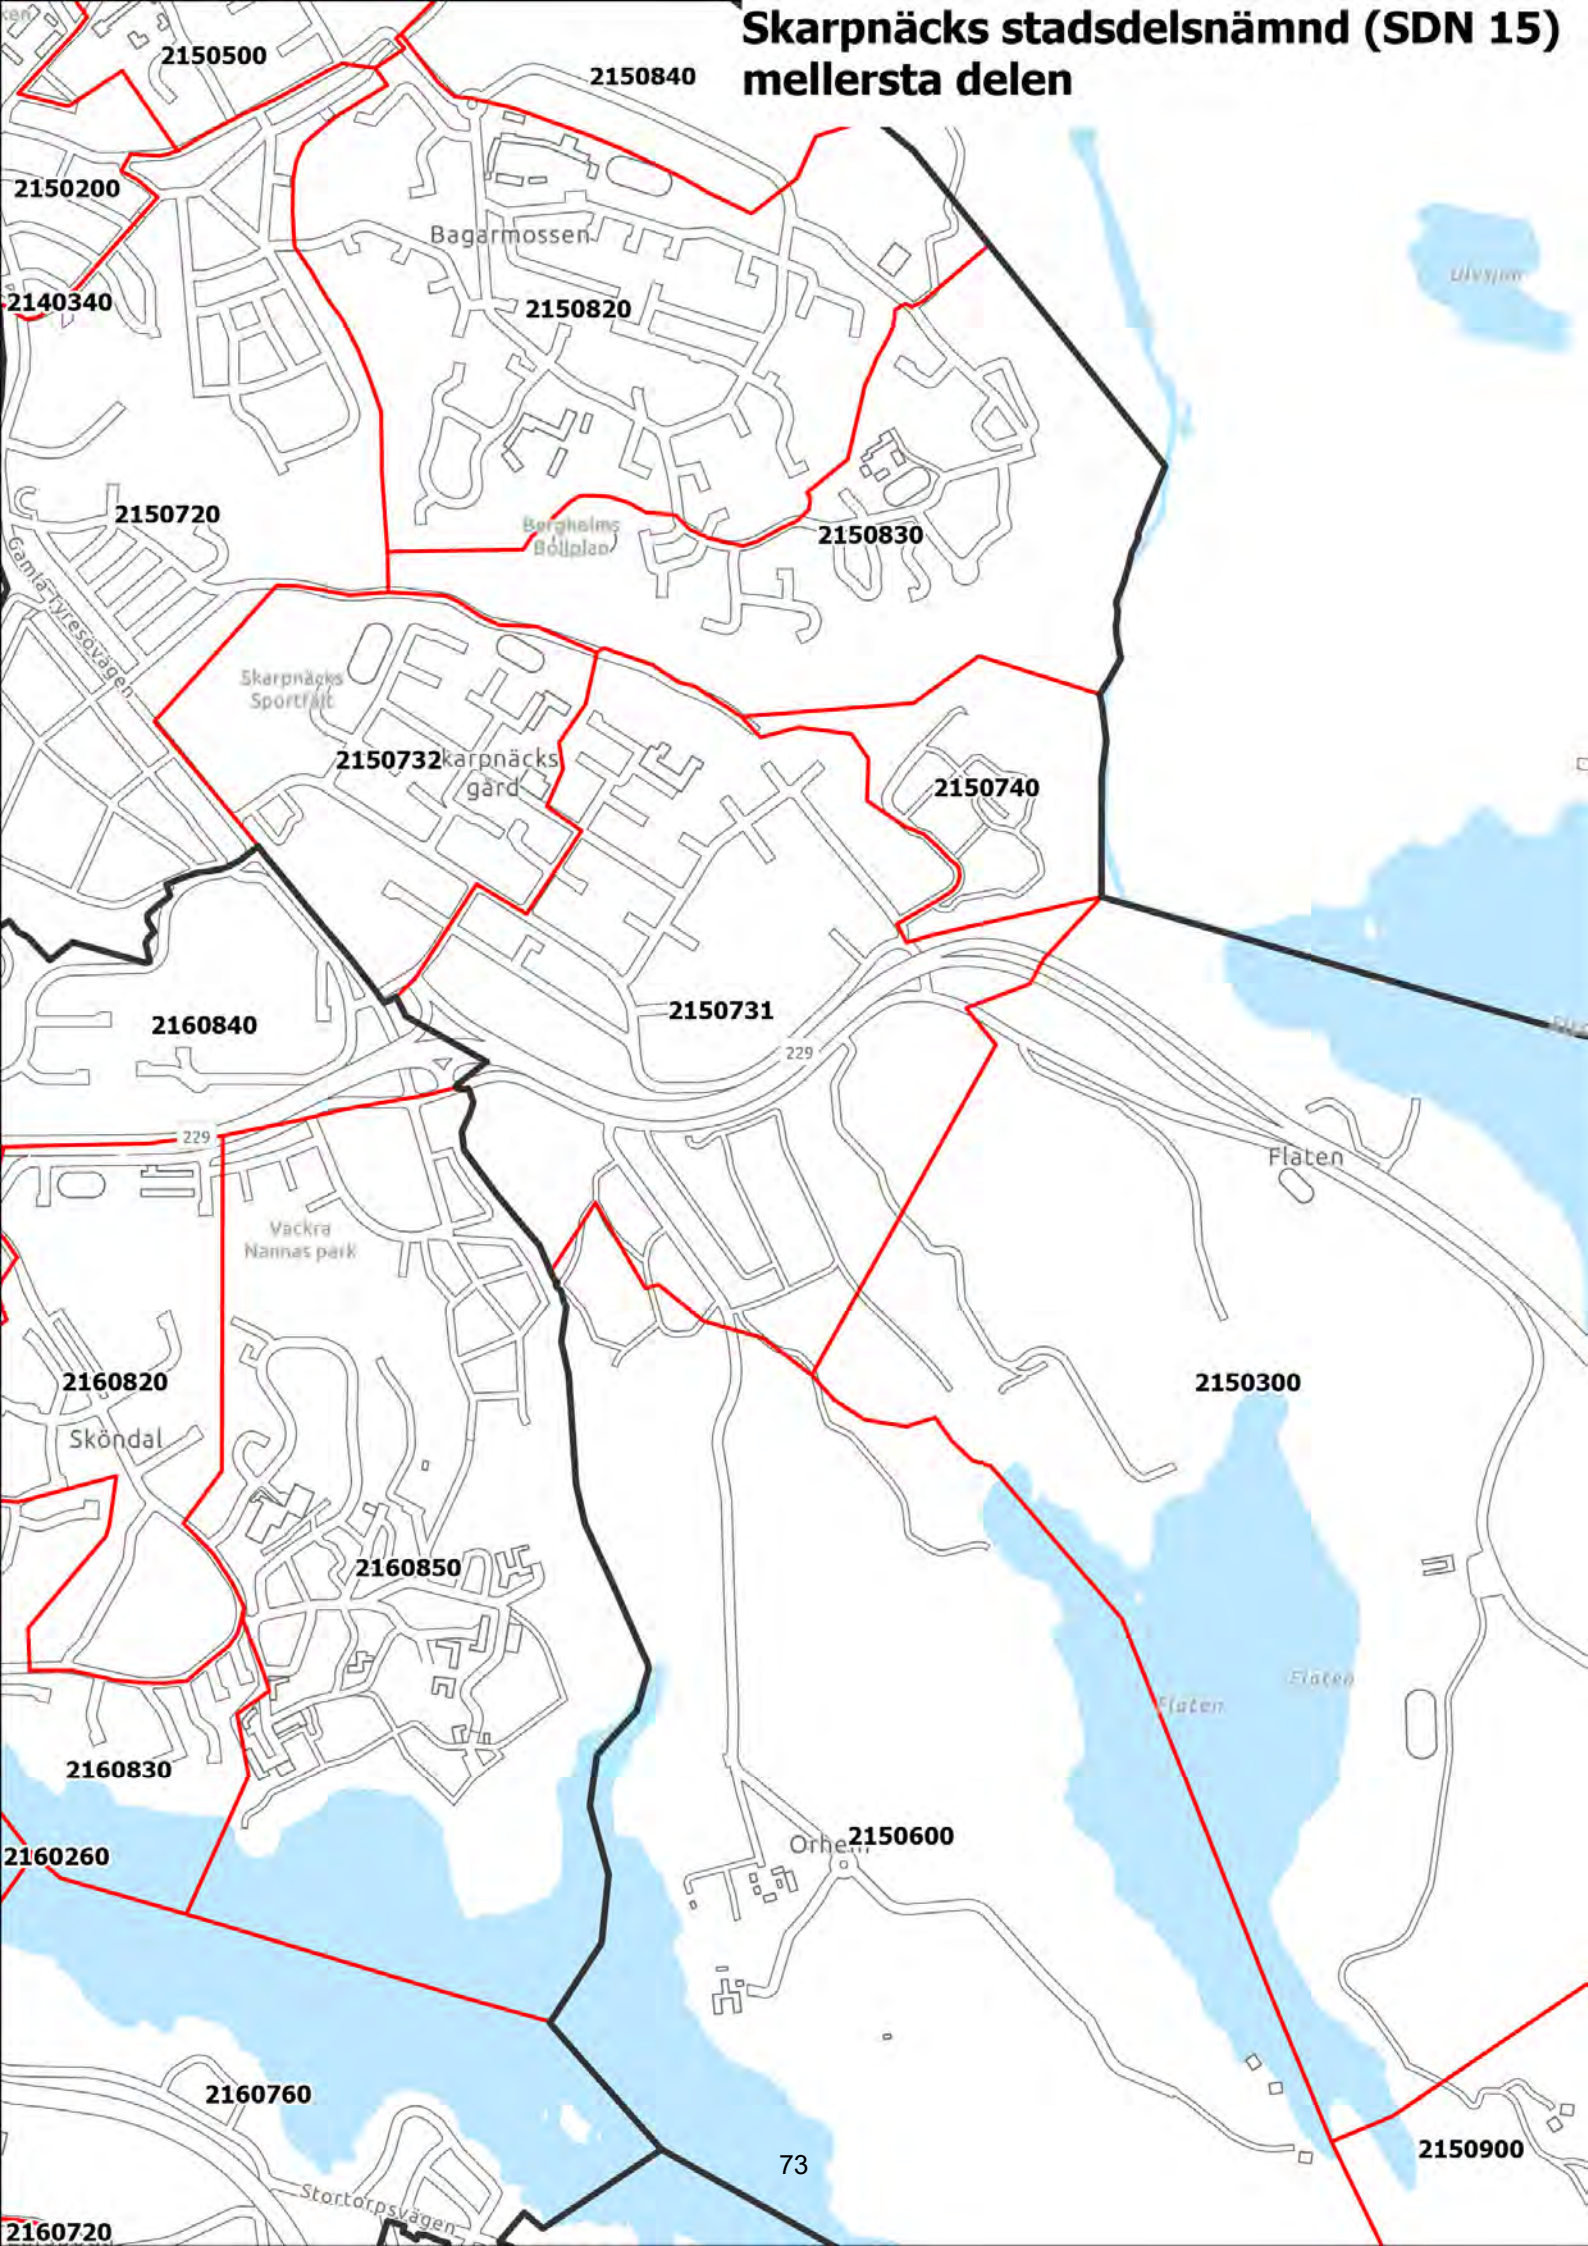 Skarpnäcks stadsdelsnämnd (SDN 15)
mellersta delen
2150500
2150840
2150200
Bagarmossen
Ulvsjön
2140340
2150820
2150720
Bergholms
Bollplan
2150830
Gamla Tyresövägen
Skarpnäcks
Sportfält
2150732
karpnäcks
gård
2150740
2160840
2150731
229
229
Flaten
Vackra
Nannas park
2160820
2150300
Sköndal
2160850
Flaten
Flaten
2160830
Orhem
2150600
2160260
2160760
73
2150900
Stortorpsvägen
2160720